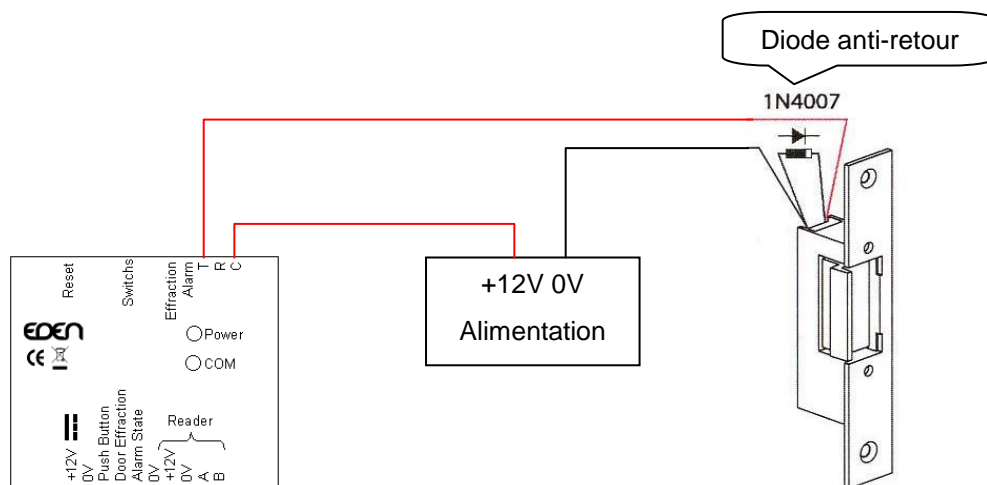 Diode anti-retour
1N4007
+12V 0V
Alimentation
Reset
Switchs
Effraction
Alarm
T
R
C
EDEN
CE
Power
COM
Reader
+12V
0V
Push Button
Door Effraction
Alarm State
0V
+12V
0V
A
B